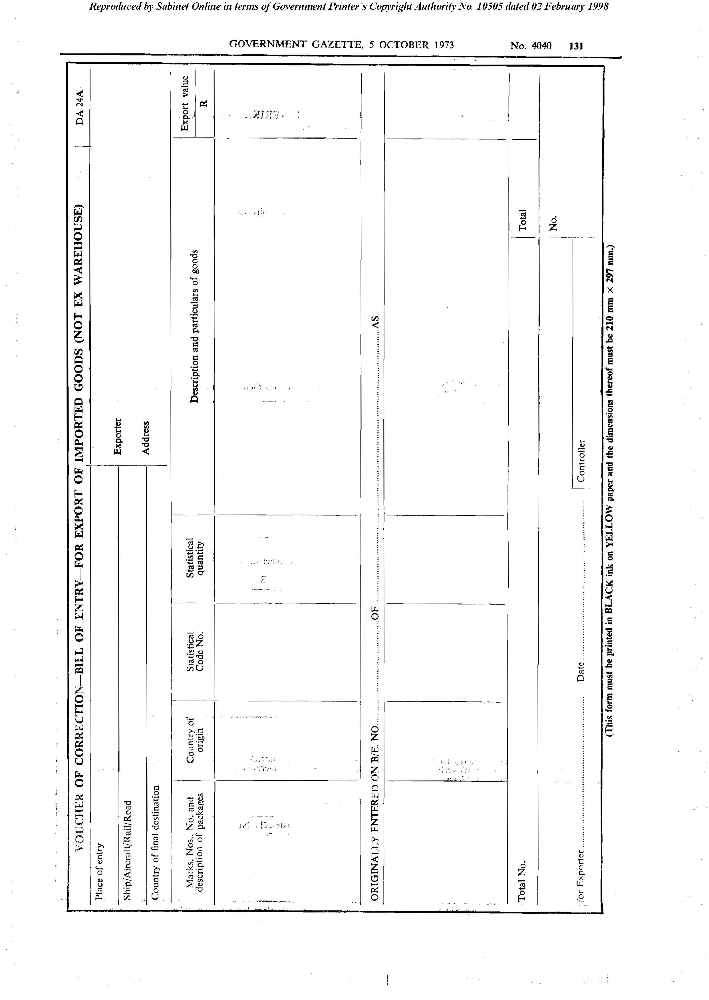 Reproduced by Sabinet Online in terms of Government Printer's Copyright Authority No. 10505 dated 02 February 1998
GOVERNMENT GAZETTE, 5 OCTOBER 1973 No. 4040 131
VOUCHER OF CORRECTION—BILL OF ENTRY—FOR EXPORT OF IMPORTED GOODS (NOT EX WAREHOUSE) DA 24A
Place of entry
Exporter
Ship/Aircraft/Rail/Road
Address
Country of final destination
Marks, Nos., No. and
description of packages
Country of
origin
Statistical
Code No.
Statistical
quantity
Description and particulars of goods
Export value
R
ORIGINALLY ENTERED ON B/E. NO. OF AS
Total No. Total
No.
for Exporter Date Controller
(This form must be printed in BLACK ink on YELLOW paper and the dimensions thereof must be 210 mm × 297 mm.)